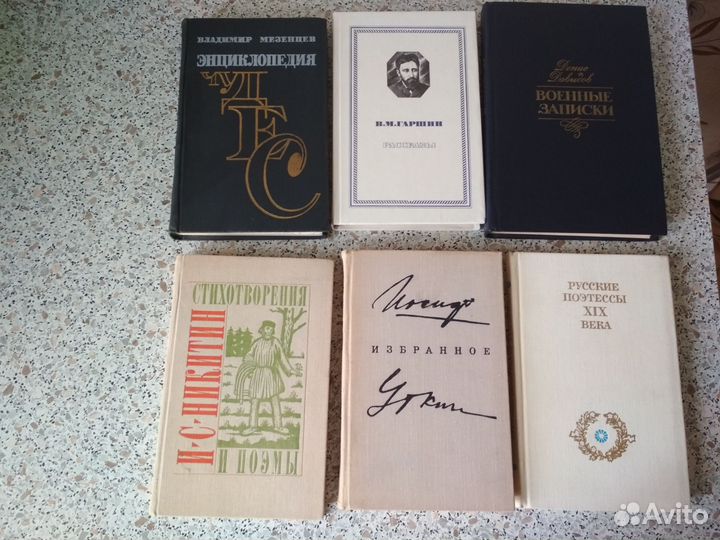 ВЛАДИМИР МЕЗЕНЦЕВ
ЭНЦИКЛОПЕДИЯ
ЧУДЕС
В.М.ГАРШИН
РАССКАЗЫ
Денис
Давыдов
ВОЕННЫЕ
ЗАПИСКИ
СТИХОТВОРЕНИЯ
И·С·НИКИТИН
И ПОЭМЫ
Иосиф
ИЗБРАННОЕ
Уткин
РУССКИЕ
ПОЭТЕССЫ
XIX
ВЕКА
Avito